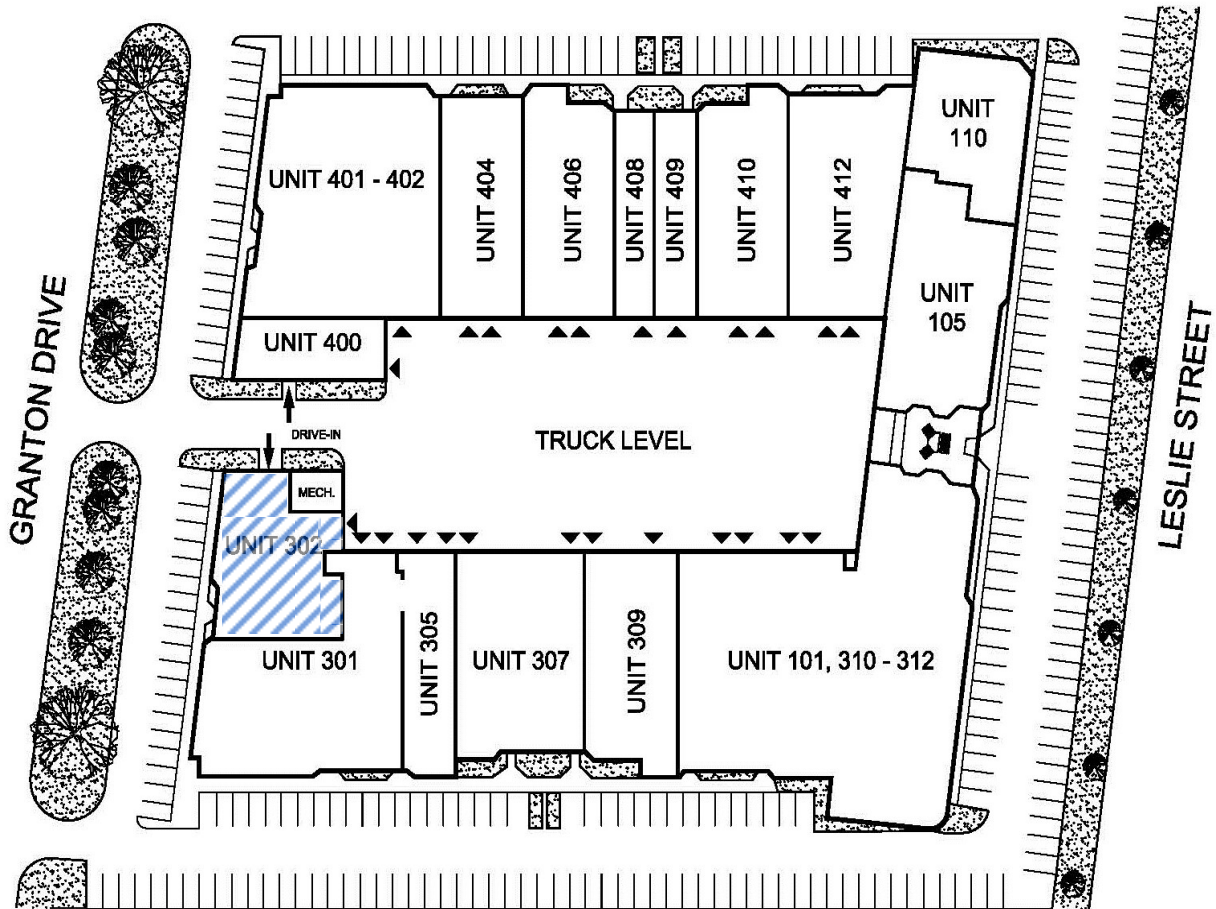 UNIT
110
UNIT 401 - 402
UNIT 404
UNIT 406
UNIT 408
UNIT 409
UNIT 410
UNIT 412
UNIT
105
UNIT 400
GRANTON DRIVE
LESLIE STREET
DRIVE-IN
TRUCK LEVEL
MECH.
UNIT 302
UNIT 301
UNIT 305
UNIT 307
UNIT 309
UNIT 101, 310 - 312